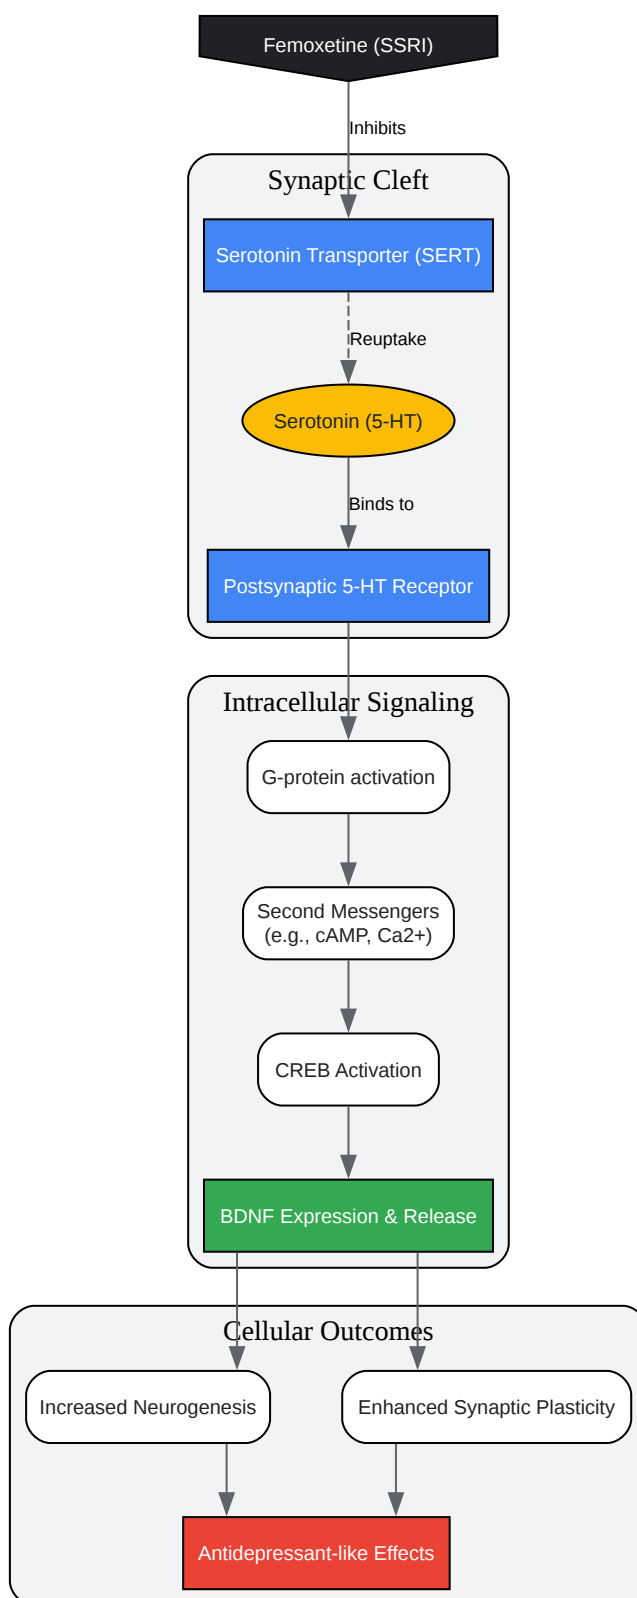 Femoxetine (SSRI)
Inhibits
Synaptic Cleft
Serotonin Transporter (SERT)
Reuptake
Serotonin (5-HT)
Binds to
Postsynaptic 5-HT Receptor
Intracellular Signaling
G-protein activation
Second Messengers
(e.g., cAMP, Ca2+)
CREB Activation
BDNF Expression & Release
Cellular Outcomes
Increased Neurogenesis
Enhanced Synaptic Plasticity
Antidepressant-like Effects